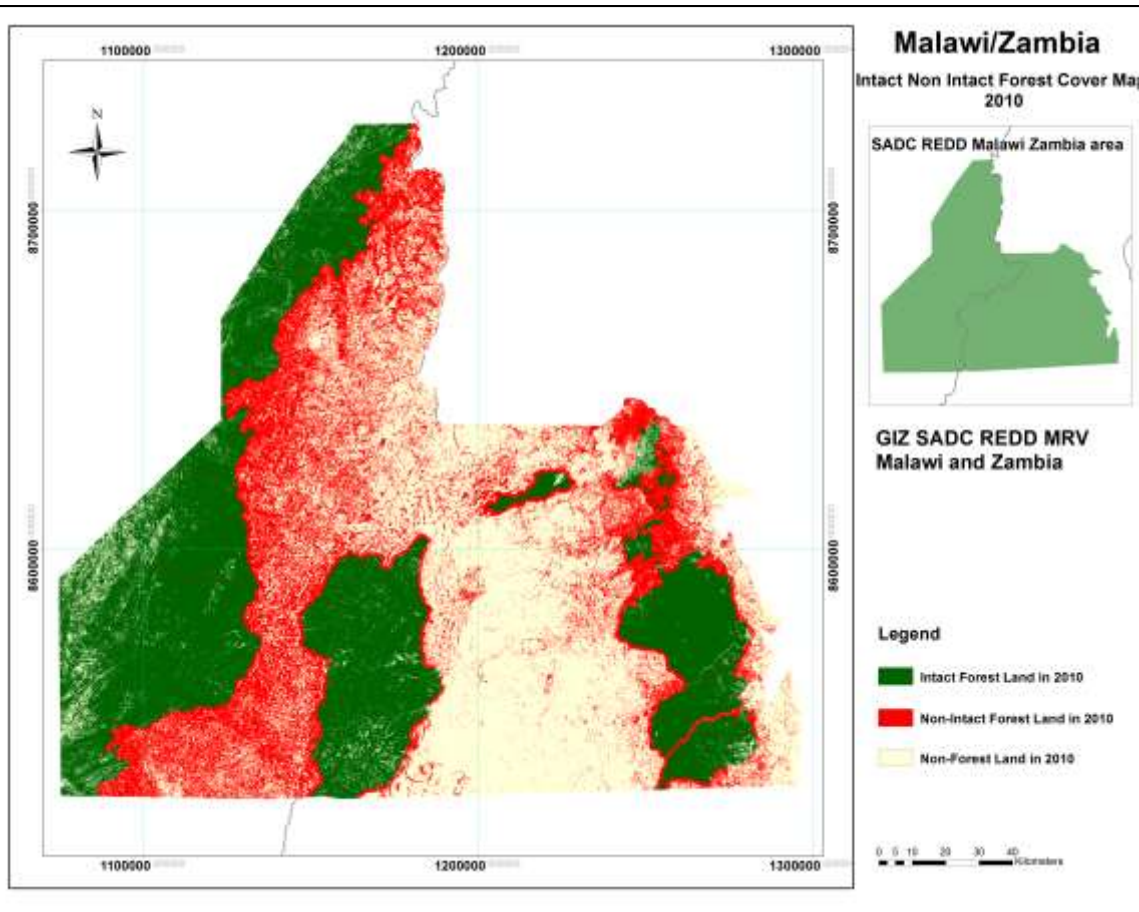 1100000
1200000
1300000
Malawi/Zambia
Intact Non Intact Forest Cover Map
2010
N
SADC REDD Malawi Zambia area
8700000
8700000
GIZ SADC REDD MRV
Malawi and Zambia
8600000
8600000
Legend
Intact Forest Land in 2010
Non-Intact Forest Land in 2010
Non-Forest Land in 2010
1100000
1200000
1300000
0 5 10 20 30 40
Kilometers